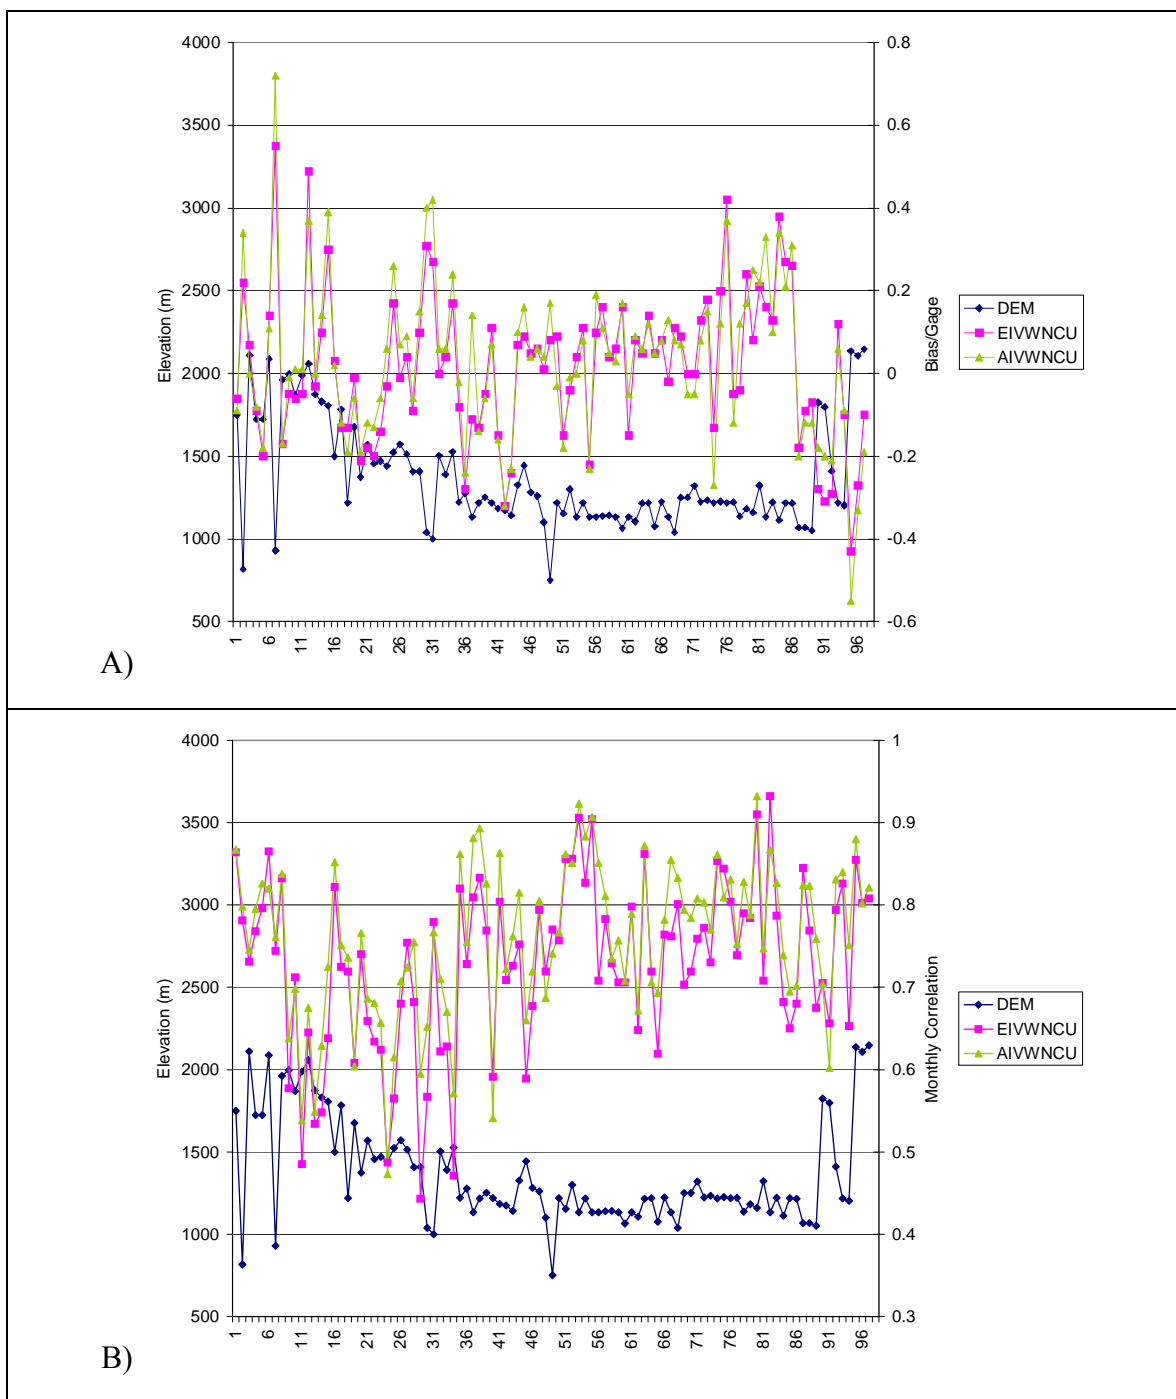 4000
3500
3000
2500
2000
1500
1000
500
Elevation (m)
0.8
0.6
0.4
0.2
0
-0.2
-0.4
-0.6
Bias/Gage
1 6 11 16 21 26 31 36 41 46 51 56 61 66 71 76 81 86 91 96
DEM
EIVWNCU
AIVWNCU
A)
4000
3500
3000
2500
2000
1500
1000
500
Elevation (m)
1
0.9
0.8
0.7
0.6
0.5
0.4
0.3
Monthly Correlation
1 6 11 16 21 26 31 36 41 46 51 56 61 66 71 76 81 86 91 96
DEM
EIVWNCU
AIVWNCU
B)